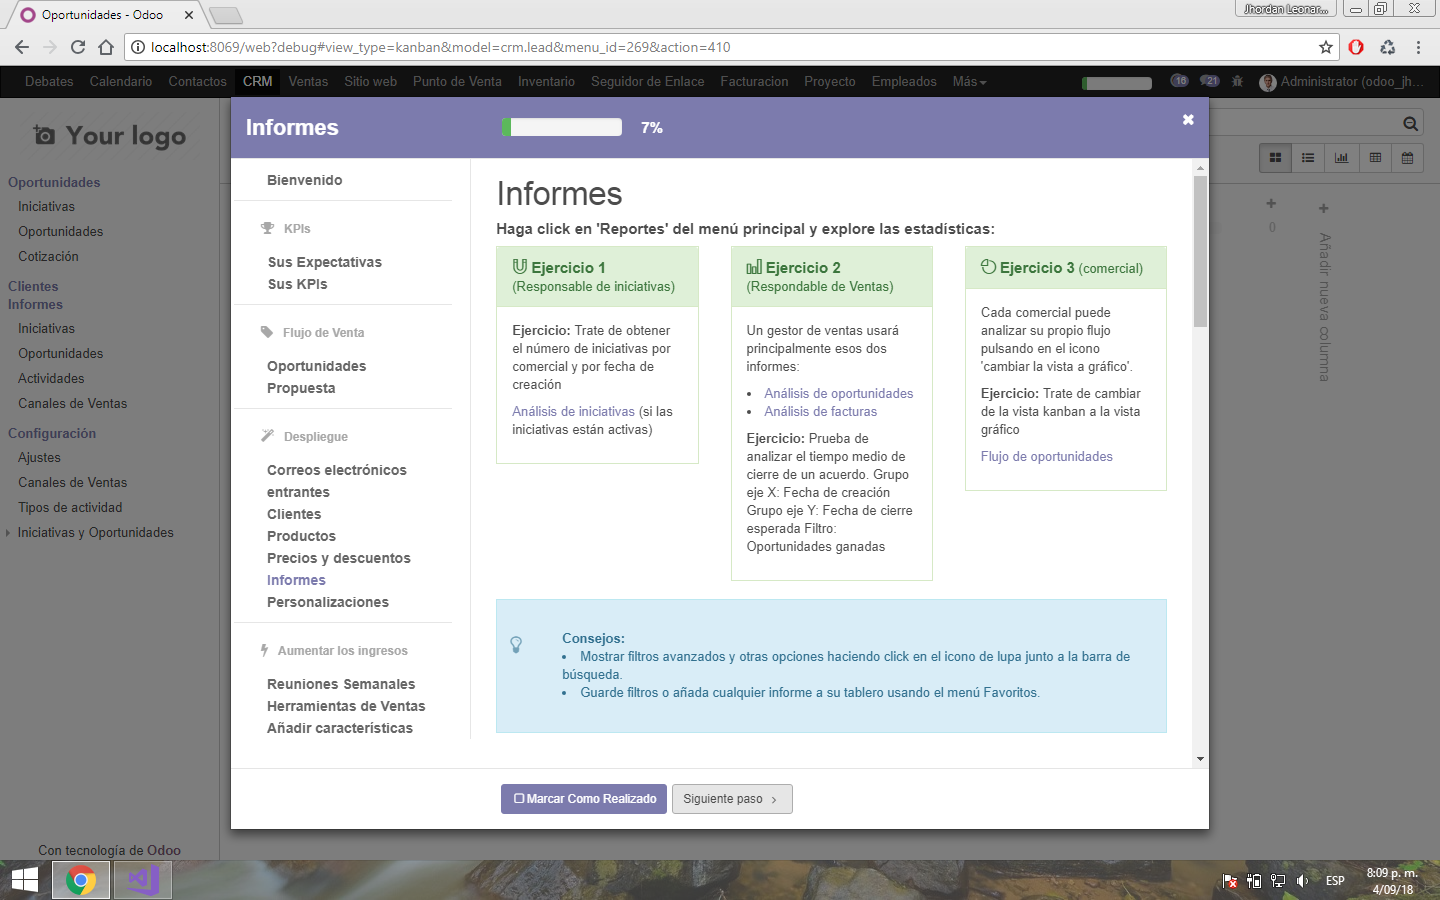 Oportunidades - Odoo
Jhordan Leonar...
localhost:8069/web?debug#view_type=kanban&model=crm.lead&menu_id=269&action=410
Debates Calendario Contactos CRM Ventas Sitio web Punto de Venta Inventario Seguidor de Enlace Facturacion Proyecto Empleados Más 16 21 Administrator (odoo_jh...
Your logo
Oportunidades
Iniciativas
Oportunidades
Cotización
Clientes
Informes
Iniciativas
Oportunidades
Actividades
Canales de Ventas
Configuración
Ajustes
Canales de Ventas
Tipos de actividad
Iniciativas y Oportunidades
Con tecnología de Odoo
Informes 7%
Bienvenido
KPIs
Sus Expectativas
Sus KPIs
Flujo de Venta
Oportunidades
Propuesta
Despliegue
Correos electrónicos
entrantes
Clientes
Productos
Precios y descuentos
Informes
Personalizaciones
Aumentar los ingresos
Reuniones Semanales
Herramientas de Ventas
Añadir características
Informes
Haga click en 'Reportes' del menú principal y explore las estadísticas:
Ejercicio 1
(Responsable de iniciativas)
Ejercicio: Trate de obtener
el número de iniciativas por
comercial y por fecha de
creación
Análisis de iniciativas (si las
iniciativas están activas)
Ejercicio 2
(Respondable de Ventas)
Un gestor de ventas usará
principalmente esos dos
informes:
• Análisis de oportunidades
• Análisis de facturas
Ejercicio: Prueba de
analizar el tiempo medio de
cierre de un acuerdo. Grupo
eje X: Fecha de creación
Grupo eje Y: Fecha de cierre
esperada Filtro:
Oportunidades ganadas
Ejercicio 3 (comercial)
Cada comercial puede
analizar su propio flujo
pulsando en el icono
'cambiar la vista a gráfico'.
Ejercicio: Trate de cambiar
de la vista kanban a la vista
gráfico
Flujo de oportunidades
Consejos:
• Mostrar filtros avanzados y otras opciones haciendo click en el icono de lupa junto a la barra de
búsqueda.
• Guarde filtros o añada cualquier informe a su tablero usando el menú Favoritos.
Marcar Como Realizado
Siguiente paso >
0
Añadir nueva columna
ESP
8:09 p. m.
4/09/18